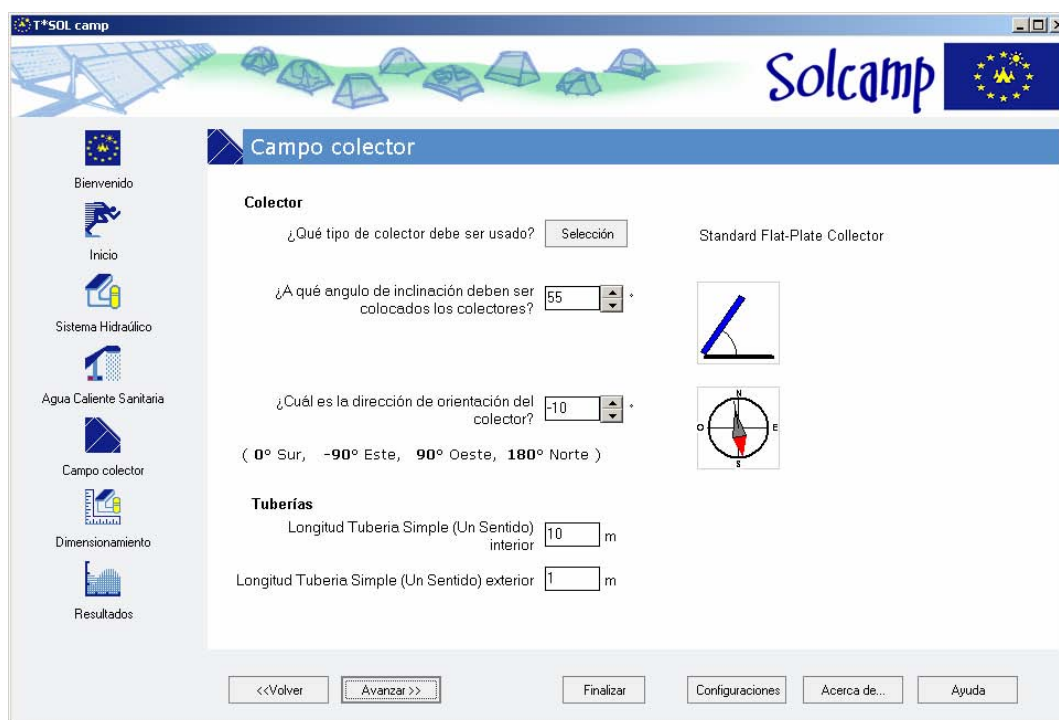 T*SOL camp
Solcamp
Bienvenido
Inicio
Sistema Hidraúlico
Agua Caliente Sanitaria
Campo colector
Dimensionamiento
Resultados
Campo colector
Colector
¿Qué tipo de colector debe ser usado? Selección Standard Flat-Plate Collector
¿A qué angulo de inclinación deben ser
colocados los colectores? 55 °
¿Cuál es la dirección de orientación del
colector? -10 °
N
O E
S
( 0° Sur, -90° Este, 90° Oeste, 180° Norte )
Tuberías
Longitud Tuberia Simple (Un Sentido)
interior 10 m
Longitud Tuberia Simple (Un Sentido) exterior 1 m
<<Volver Avanzar >> Finalizar Configuraciones Acerca de... Ayuda